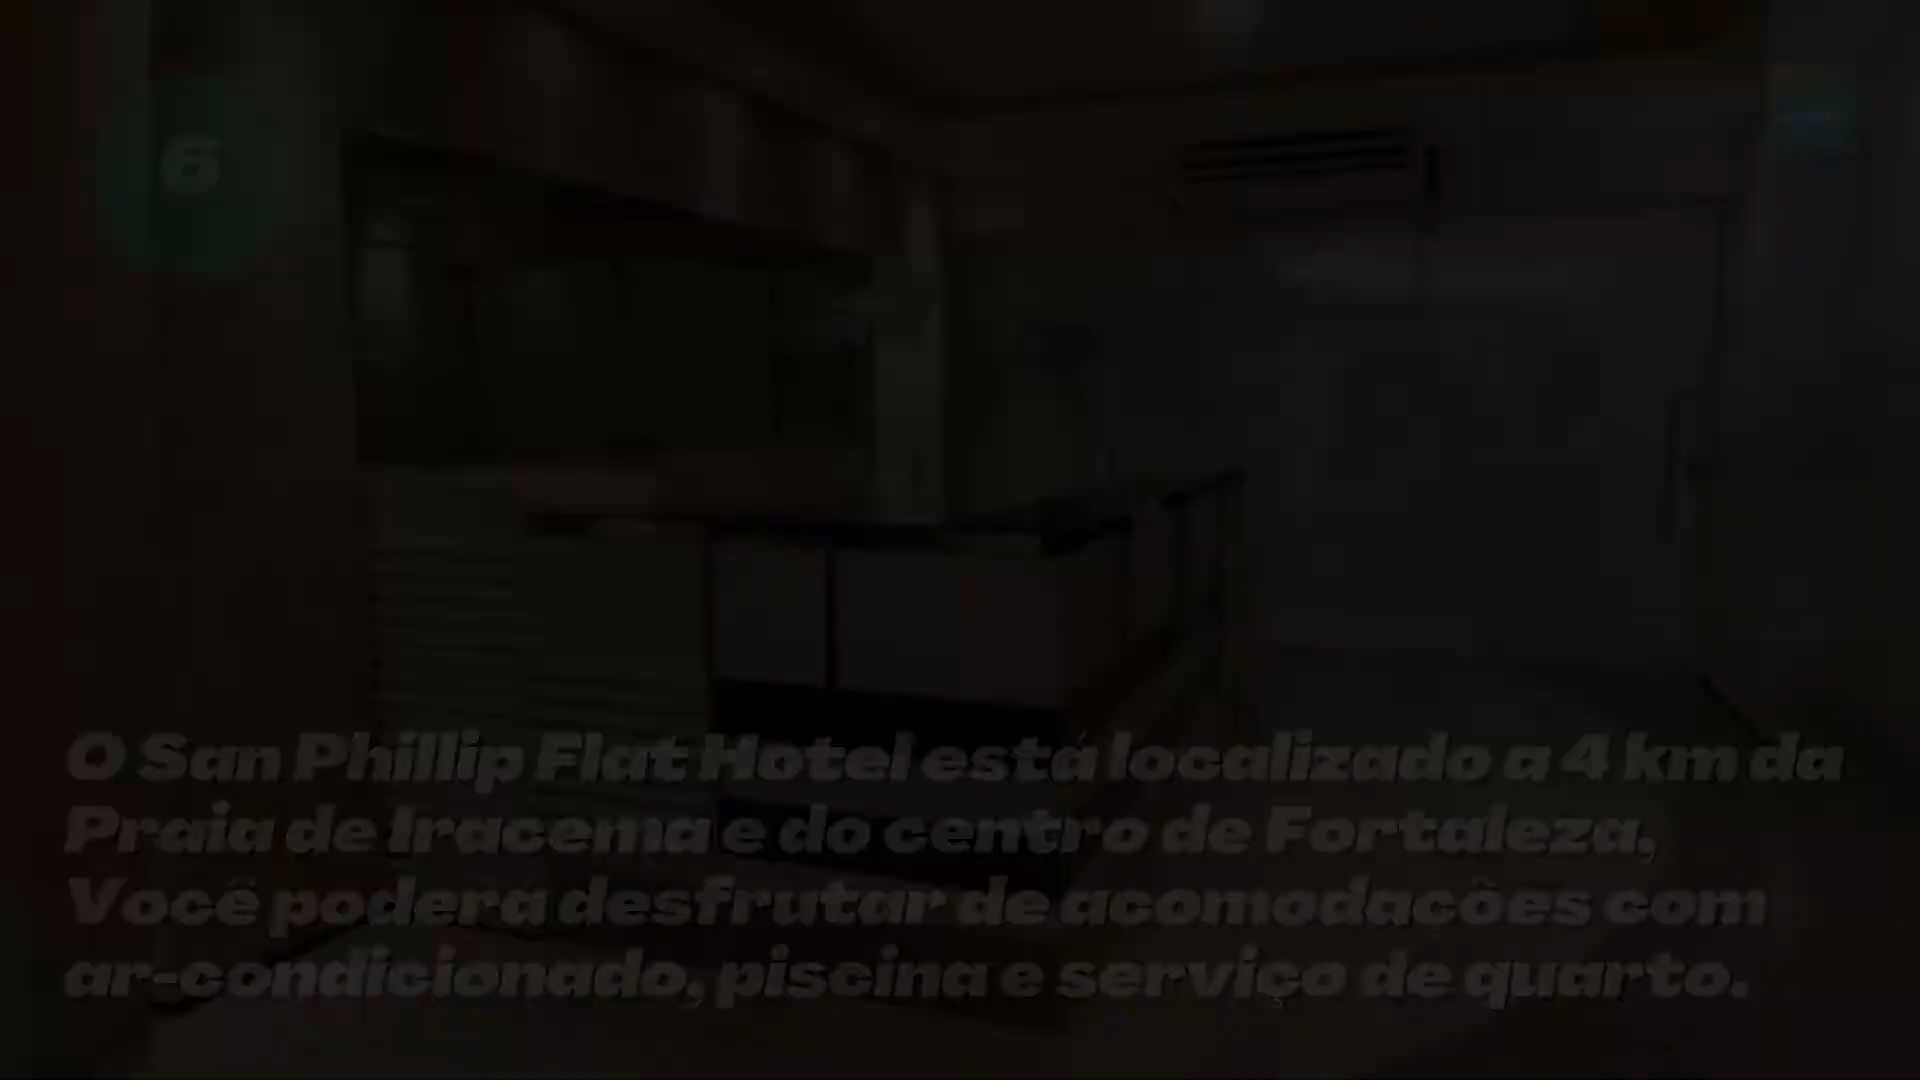 6
O San Phillip Flat Hotel está localizado a 4 km da
Praia de Iracema e do centro de Fortaleza,
Você poderá desfrutar de acomodações com
ar-condicionado, piscina e serviço de quarto.